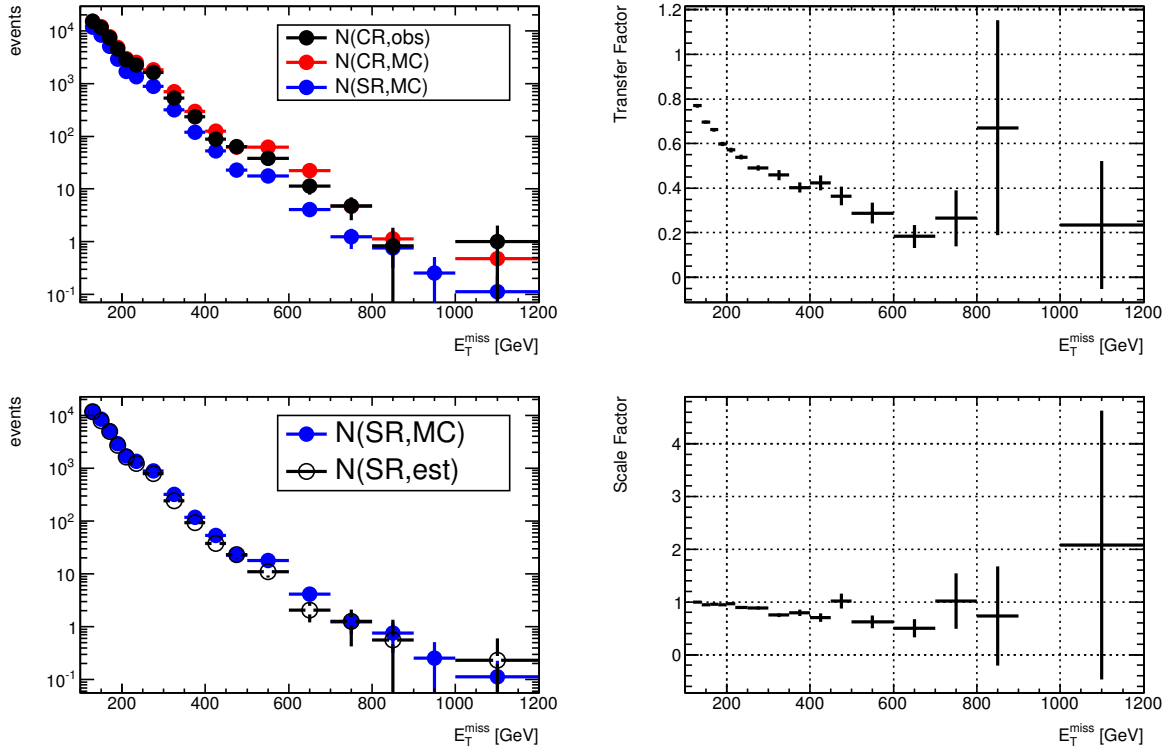 events
10^4
10^3
10^2
10
1
10^-1
N(CR,obs)
N(CR,MC)
N(SR,MC)
200 400 600 800 1000 1200
E_T^miss [GeV]
Transfer Factor
1.2
1
0.8
0.6
0.4
0.2
0
200 400 600 800 1000 1200
E_T^miss [GeV]
events
10^4
10^3
10^2
10
1
10^-1
N(SR,MC)
N(SR,est)
200 400 600 800 1000 1200
E_T^miss [GeV]
Scale Factor
4
3
2
1
0
200 400 600 800 1000 1200
E_T^miss [GeV]